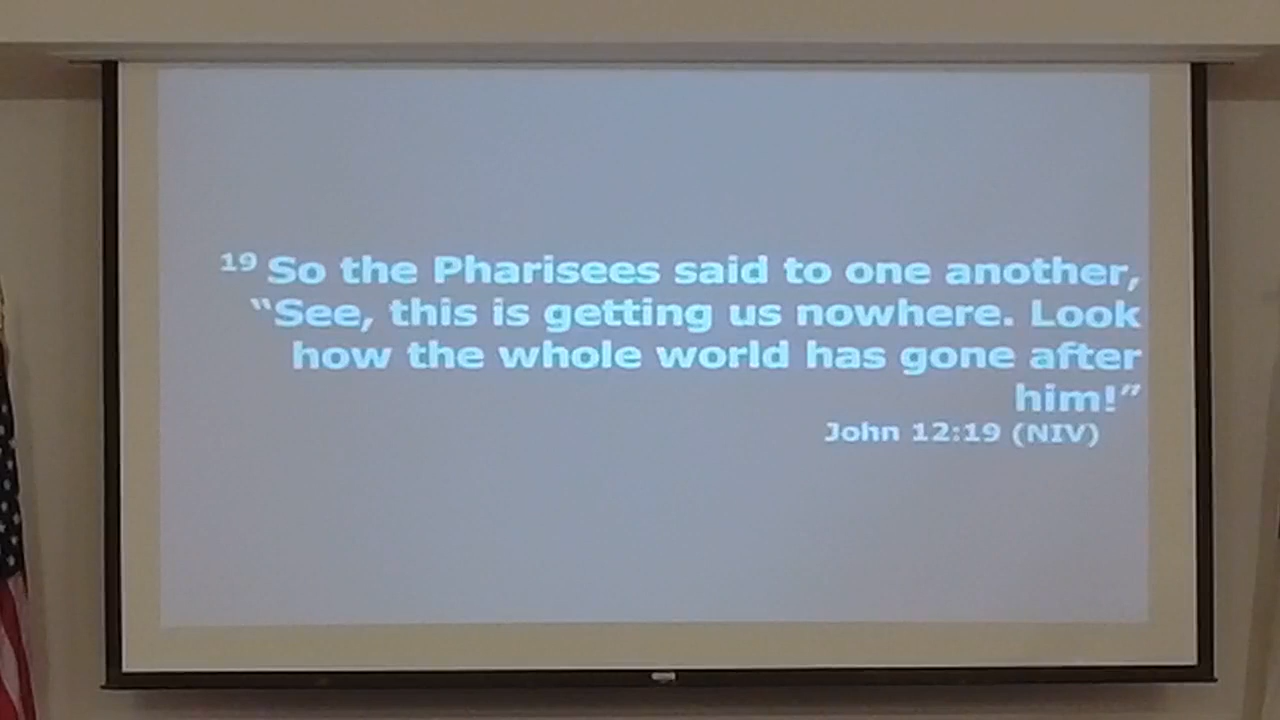 19 So the Pharisees said to one another,
“See, this is getting us nowhere. Look
how the whole world has gone after
him!”
John 12:19 (NIV)